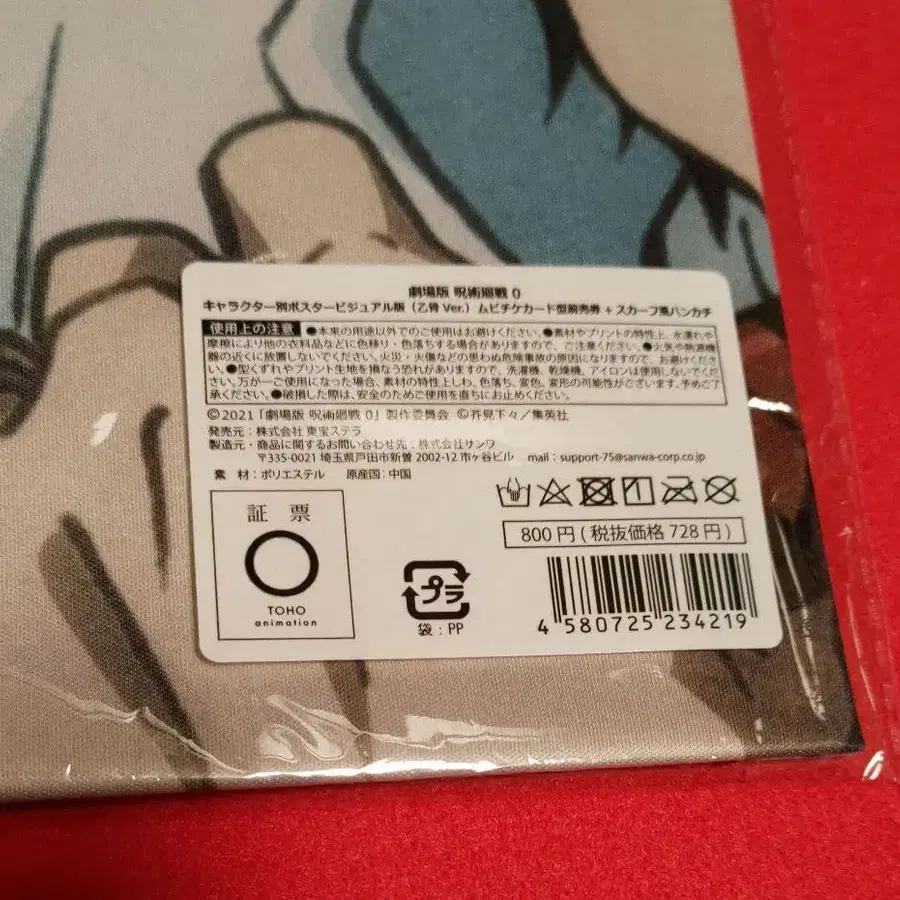 劇場版 呪術廻戦 0
キャラクター別ポスタービジュアル版（乙骨 Ver.）ムビチケカード型前売券 + スカーフ風ハンカチ
使用上の注意 ●本来の用途以外でのご使用はお避けください。●素材やプリントの特性上、水濡れや
摩擦により他の衣料品などに色移り・色落ちする場合がありますので、ご注意ください。●火気や熱源機
器の近くに放置しないでください。火災・火傷などの思わぬ危険事故の原因になりますので、お避けくださ
い。●型くずれやプリント生地を損なう恐れがありますので、洗濯機、乾燥機、アイロンは使用しないでくだ
さい。万が一ご使用になった場合、素材の特性上しわ、色落ち、変色、変形の可能性がございます。予めご了
承ください。●破損した際は、安全のためご使用を直ちにお止めください。
©2021「劇場版 呪術廻戦 0」製作委員会 ©芥見下々／集英社
発売元：株式会社 東宝ステラ
製造元・商品に関するお問い合わせ先：株式会社サンワ
〒335-0021 埼玉県戸田市新曽 2002-12 市ヶ谷ビル mail：support-75@sanwa-corp.co.jp
素 材：ポリエステル 原産国：中国
証 票
TOHO
animation
プラ
袋：PP
800 円 ( 税抜価格 728 円 )
4 580725 234219